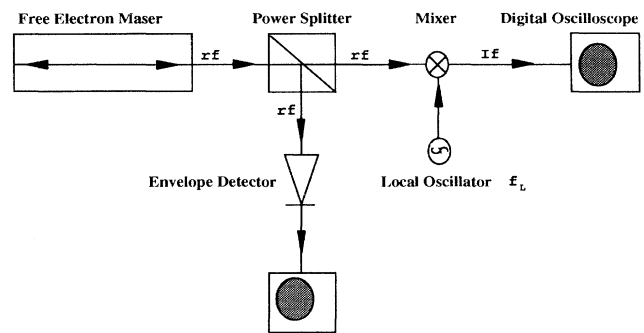 Free Electron Maser
Power Splitter
Mixer
Digital Oscilloscope
rf
rf
If
rf
Envelope Detector
Local Oscillator f_L